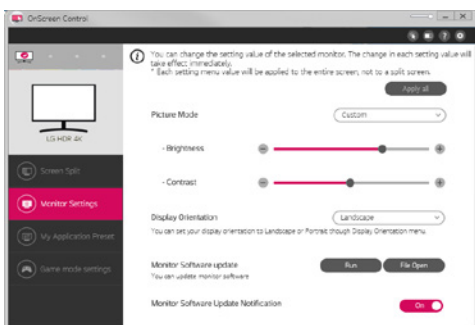 OnScreen Control
You can change the setting value of the selected monitor. The change in each setting value will
take effect immediately.
* Each setting menu value will be applied to the entire screen, not to a split screen.
Apply all
LG HDR 4K
Screen Split
Monitor Settings
My Application Preset
Game mode settings
Picture Mode
Custom
- Brightness
- Contrast
Display Orientation
Landscape
You can set your display orientation to Landscape or Portrait though Display Orientation menu.
Monitor Software update
Run
File Open
You can update monitor software
Monitor Software Update Notification
On